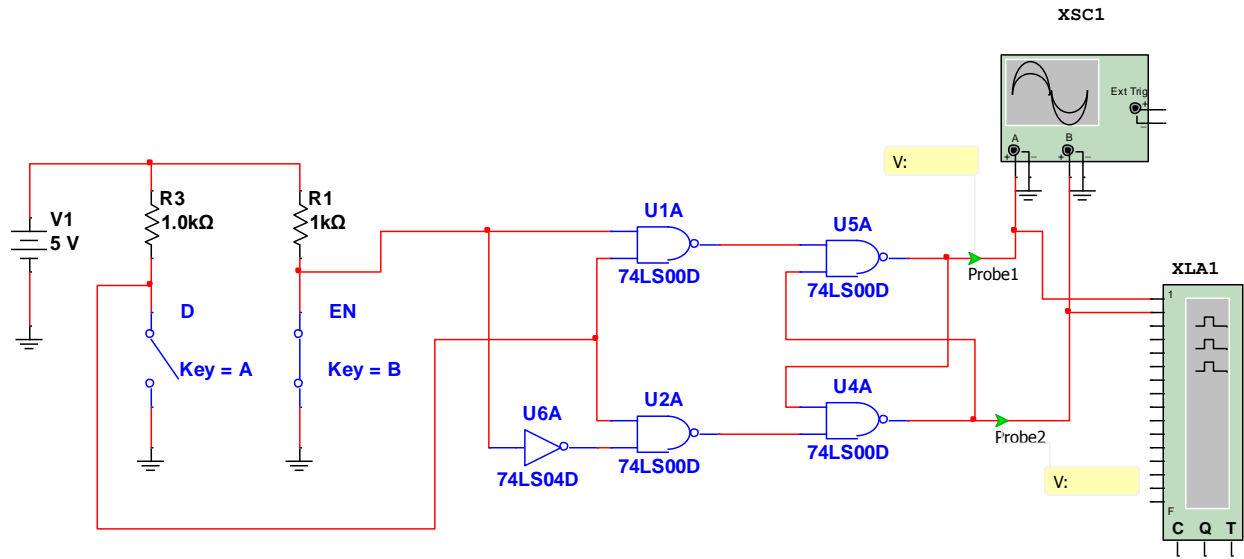 XSC1
Ext Trig
+
_
A
B
+
_
+
_
V:
R3
1.0kΩ
R1
1kΩ
V1
5 V
U1A
74LS00D
U5A
74LS00D
Probe1
XLA1
1
F
C Q T
D
Key = A
EN
Key = B
U6A
74LS04D
U2A
74LS00D
U4A
74LS00D
Probe2
V: